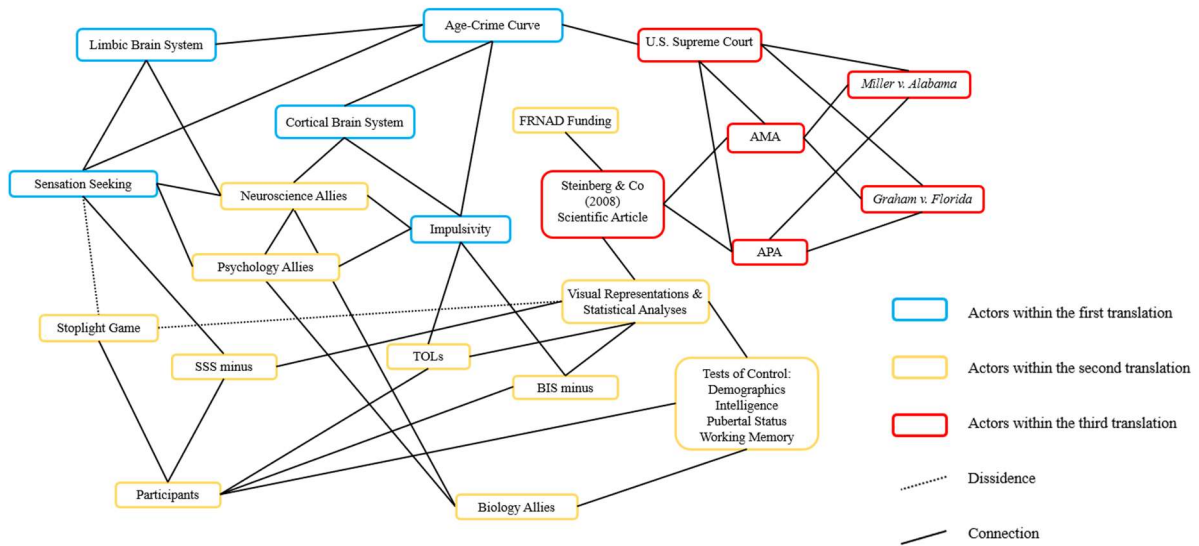 Age-Crime Curve
Limbic Brain System
U.S. Supreme Court
Miller v. Alabama
Cortical Brain System
FRNAD Funding
AMA
Sensation Seeking
Neuroscience Allies
Steinberg & Co
(2008)
Scientific Article
Graham v. Florida
Impulsivity
APA
Psychology Allies
Visual Representations &
Statistical Analyses
Stoplight Game
SSS minus
TOLs
BIS minus
Tests of Control:
Demographics
Intelligence
Pubertal Status
Working Memory
Participants
Biology Allies
Actors within the first translation
Actors within the second translation
Actors within the third translation
Dissidence
Connection